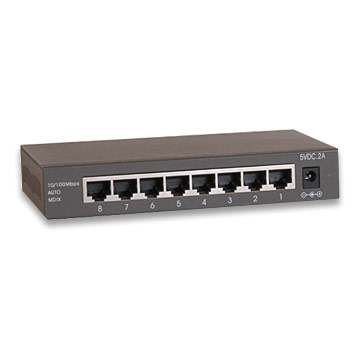 5VDC.2A
10/100Mbps
AUTO
MDIX
8 7 6 5 4 3 2 1